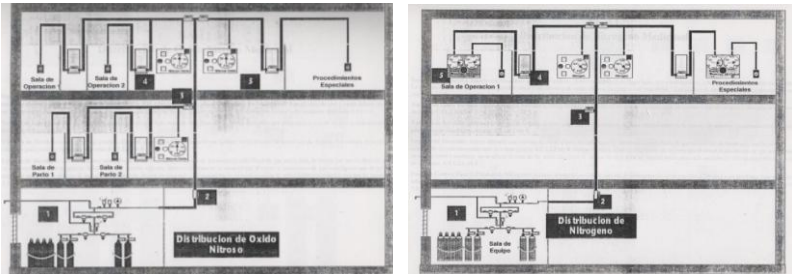 Sala de
Operacion 1
Sala de
Operacion 2
4
5
Procedimientos
Especiales
3
Sala de
Parto 1
Sala de
Parto 2
1
2
Distribucion de Oxido
Nitroso
5
Sala de Operacion 1
4
Procedimientos
Especiales
3
1
2
Distribucion de
Nitrogeno
Sala de
Equipo